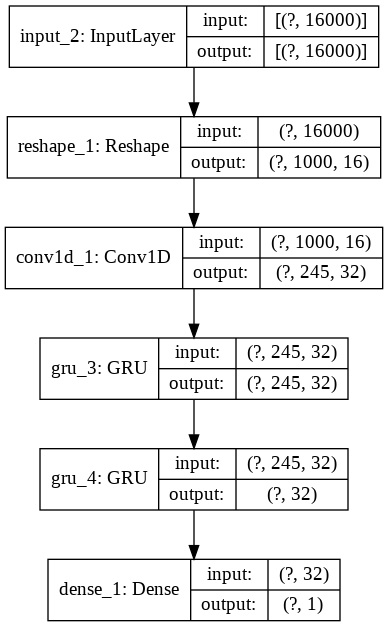 input_2: InputLayer
input:
[(?, 16000)]
output:
[(?, 16000)]
reshape_1: Reshape
input:
(?, 16000)
output:
(?, 1000, 16)
conv1d_1: Conv1D
input:
(?, 1000, 16)
output:
(?, 245, 32)
gru_3: GRU
input:
(?, 245, 32)
output:
(?, 245, 32)
gru_4: GRU
input:
(?, 245, 32)
output:
(?, 32)
dense_1: Dense
input:
(?, 32)
output:
(?, 1)